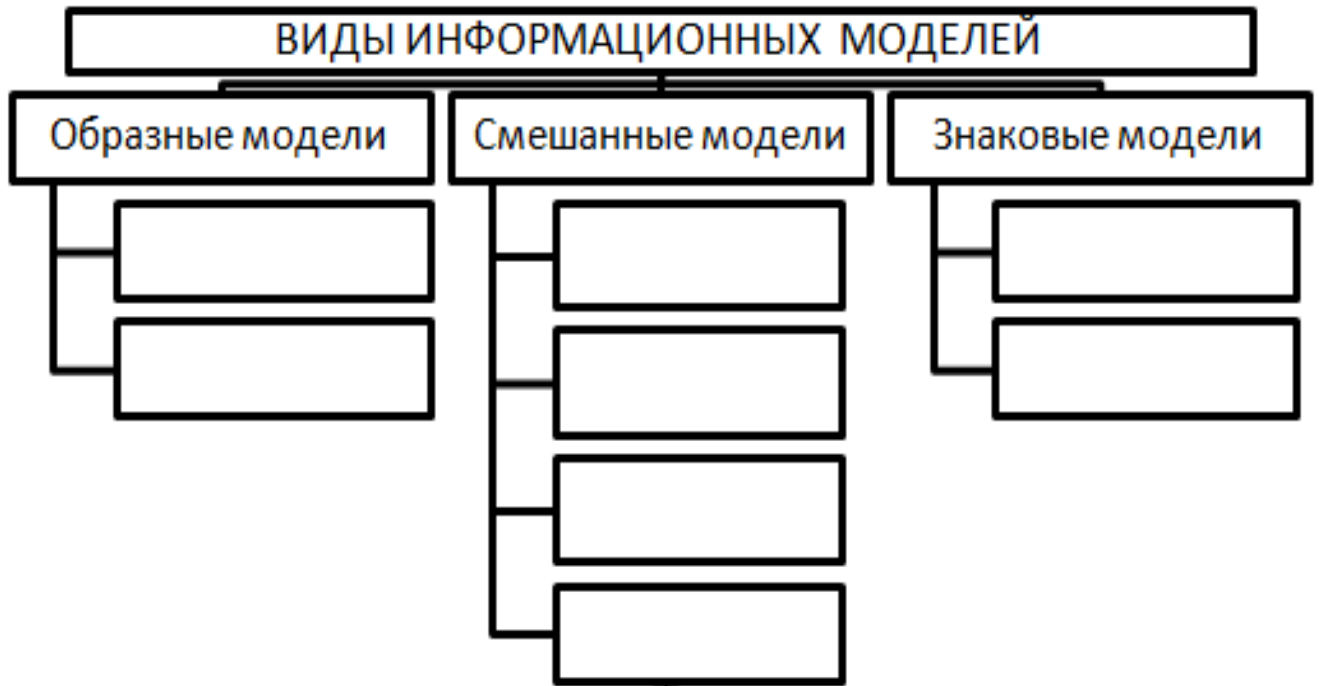 ВИДЫ ИНФОРМАЦИОННЫХ МОДЕЛЕЙ
Образные модели
Смешанные модели
Знаковые модели